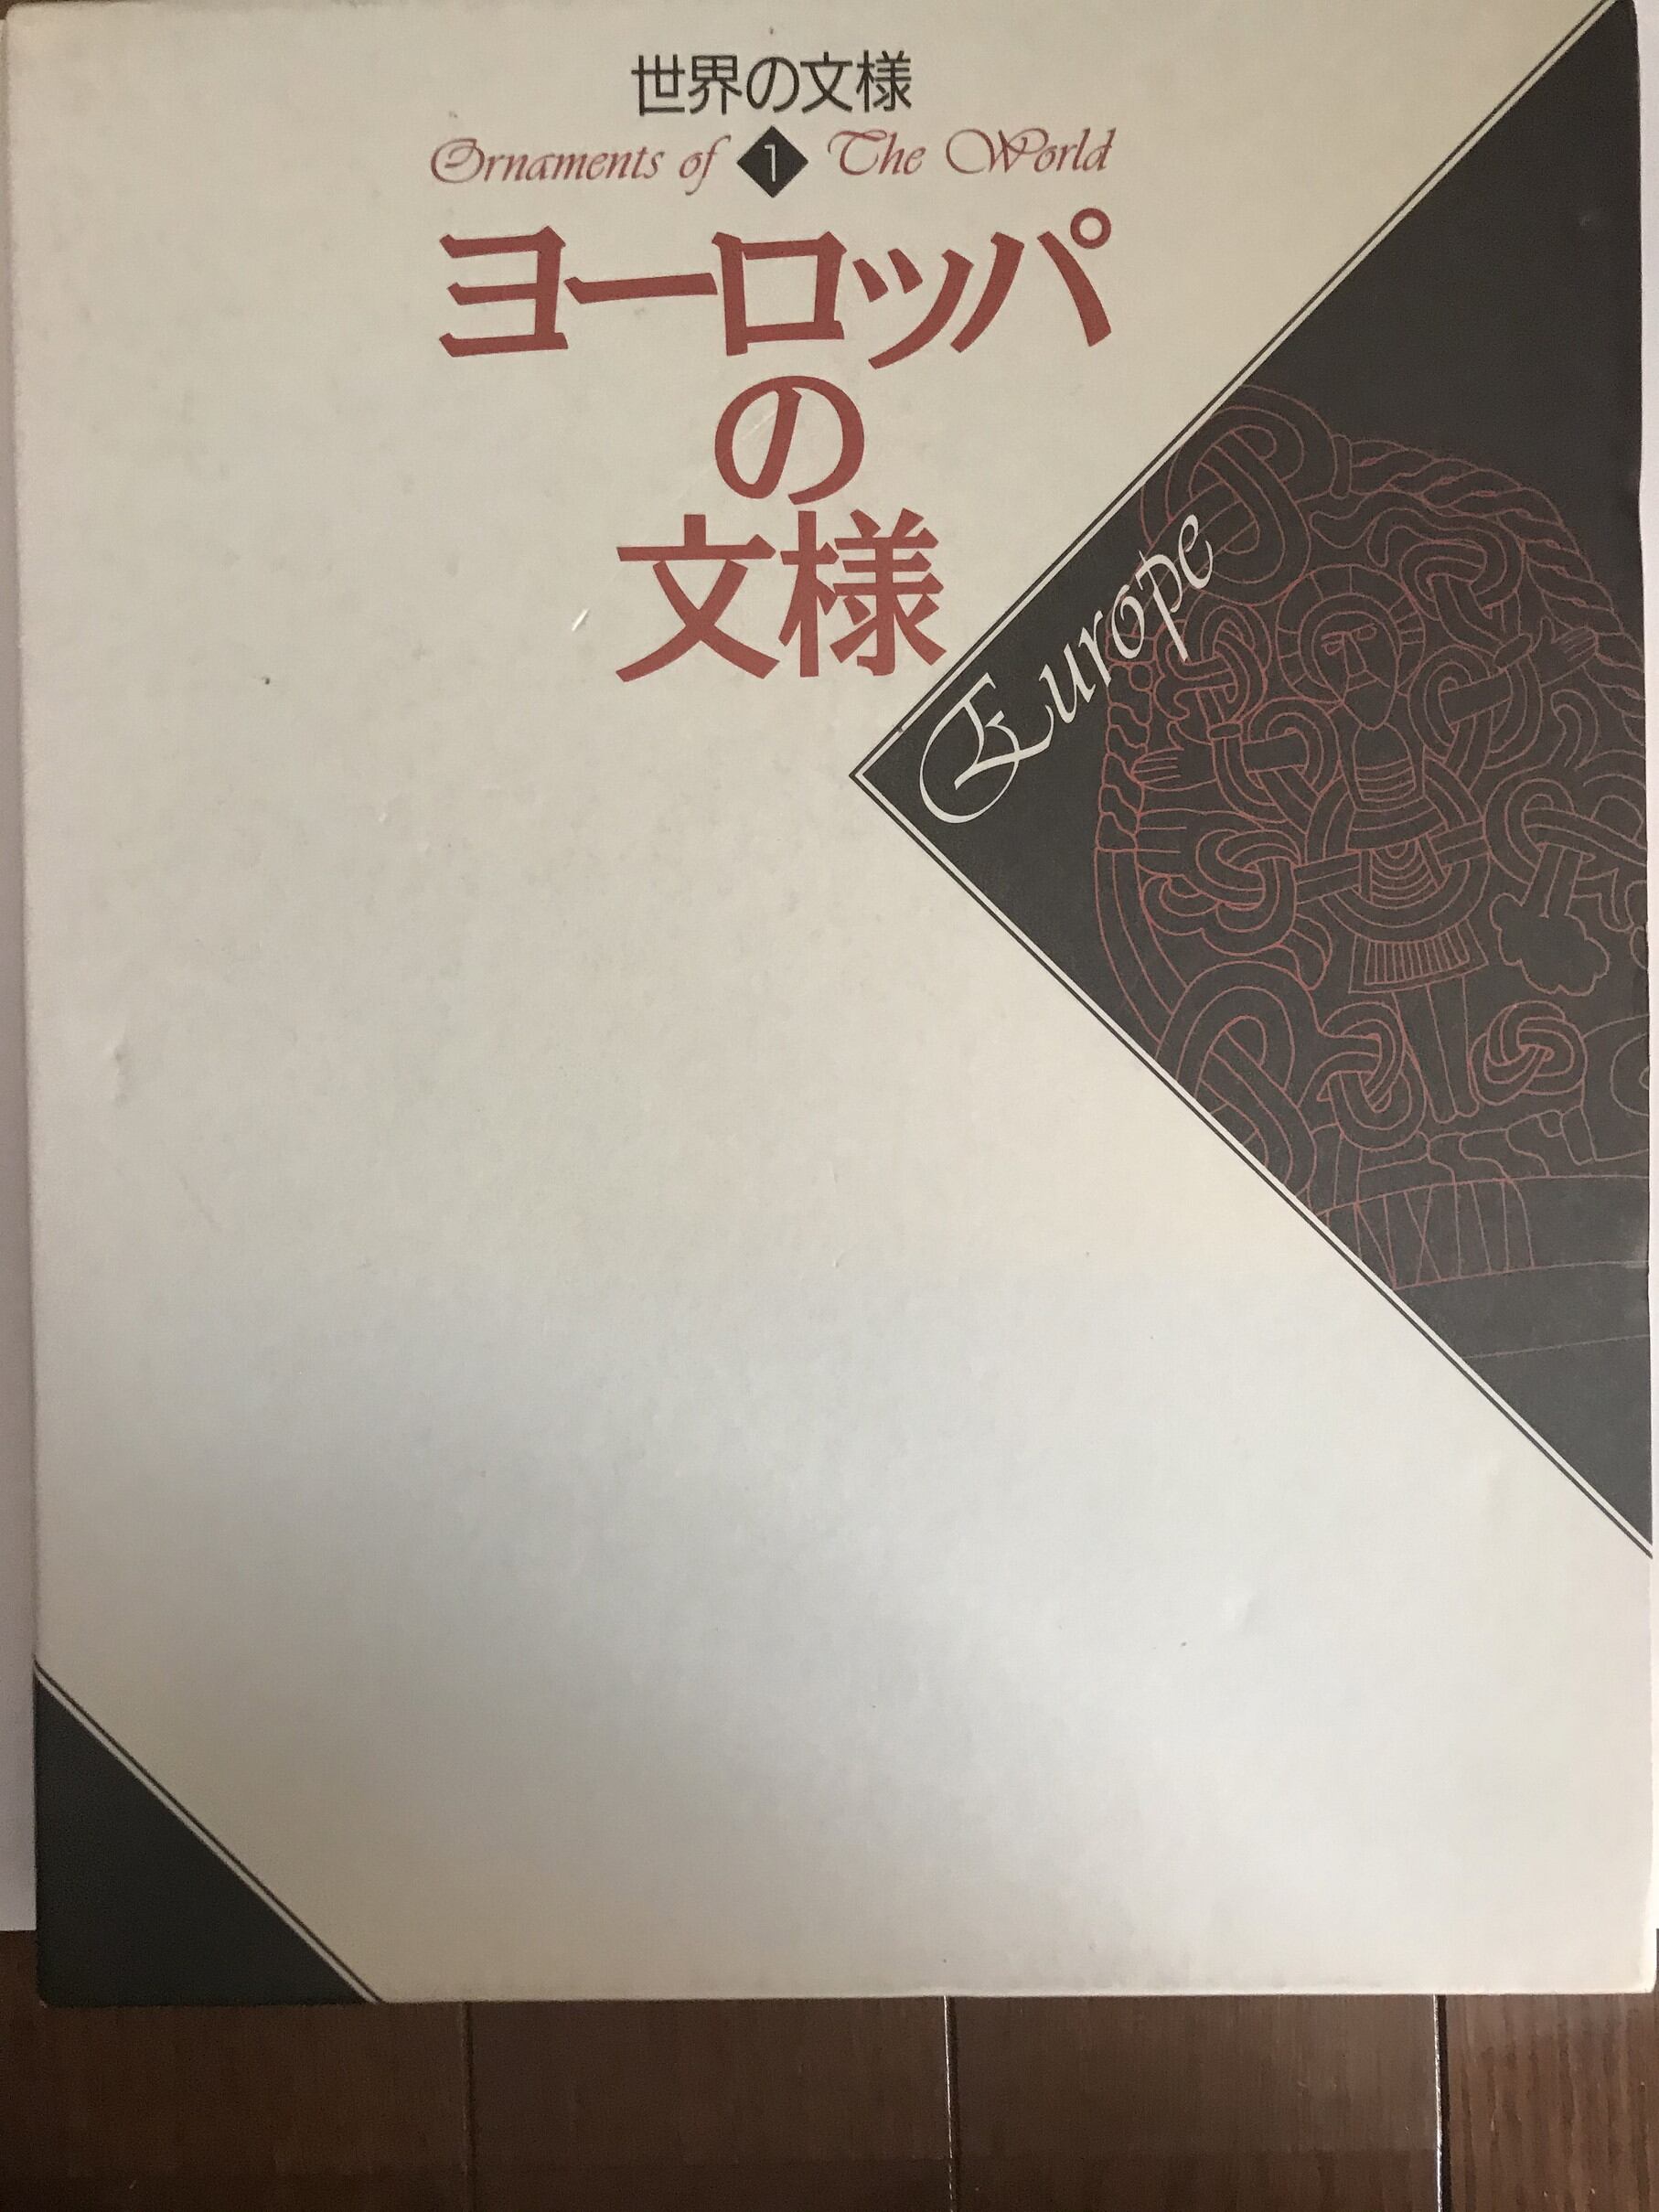 世界の文様
Ornaments of 1 The World
ヨーロッパ
の
文様
Europe